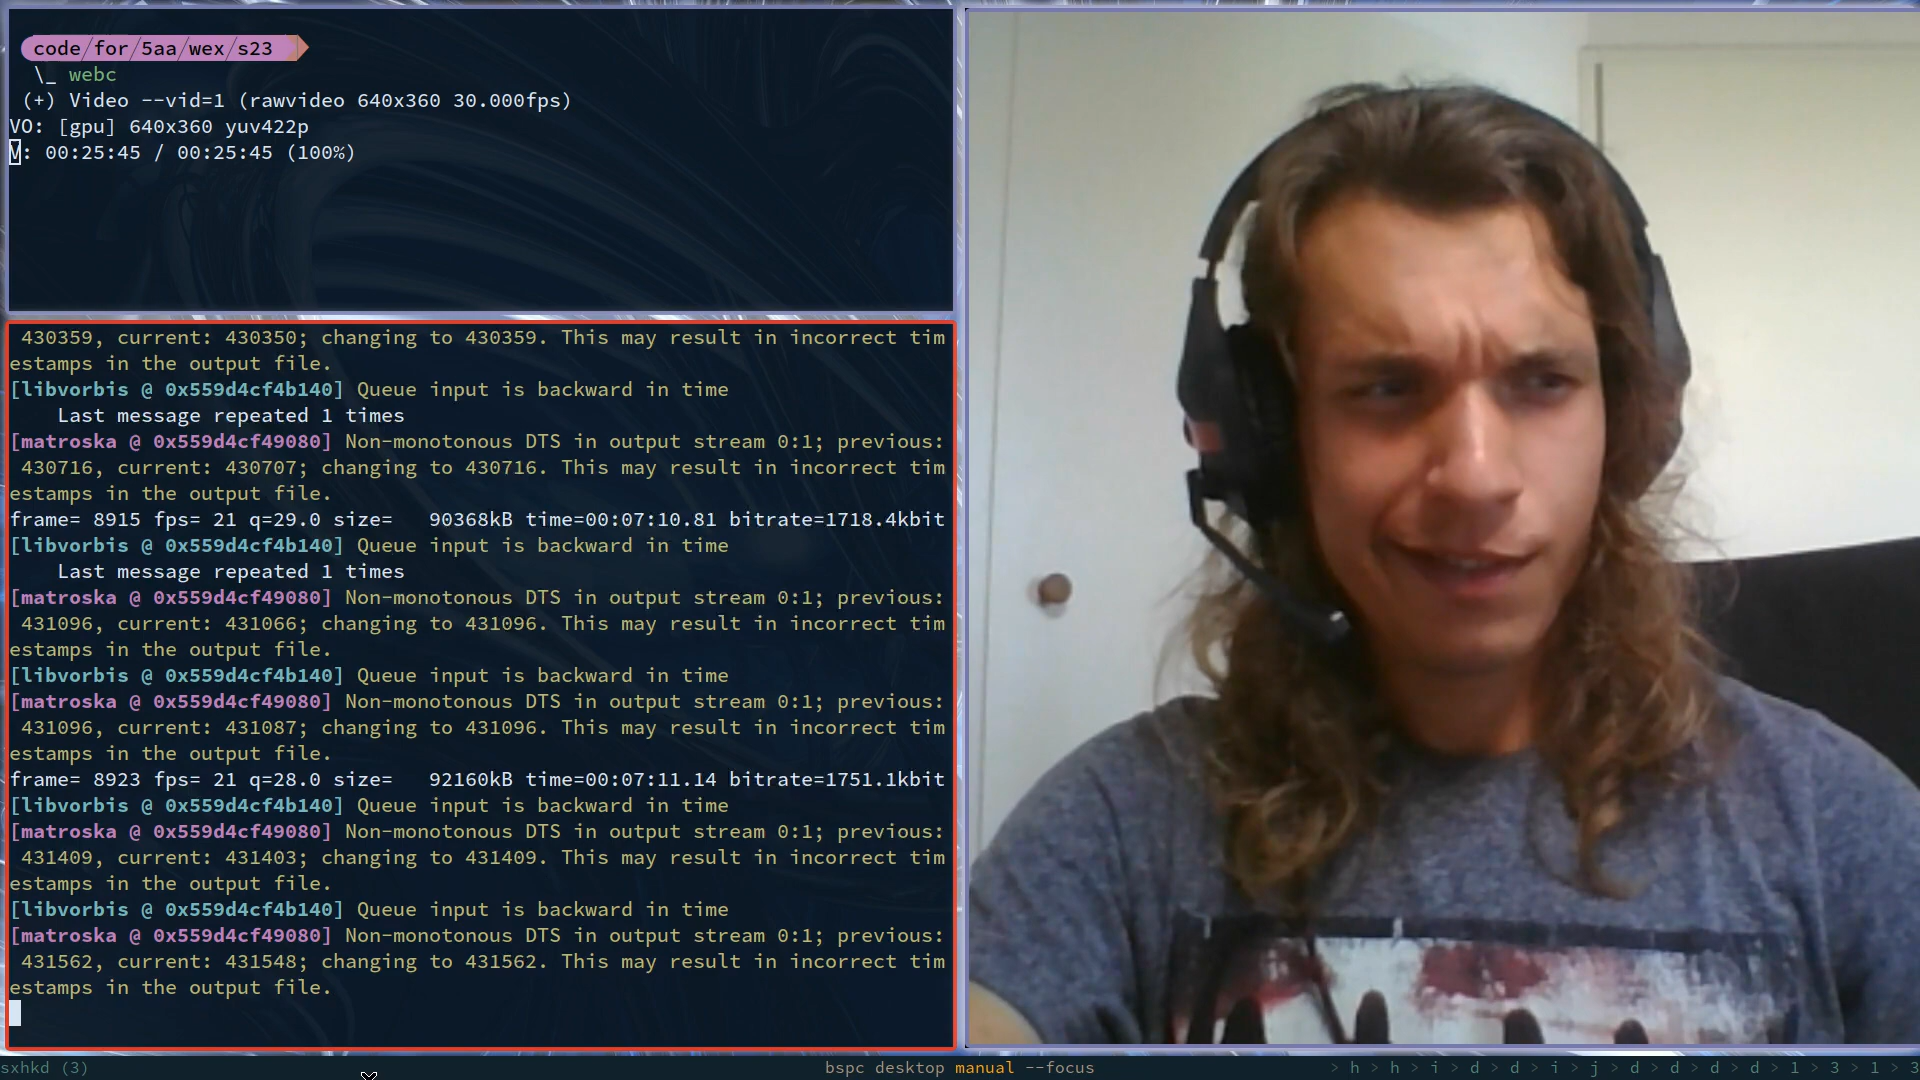 code/for/5aa/wex/s23
\_ webc
(+) Video --vid=1 (rawvideo 640x360 30.000fps)
VO: [gpu] 640x360 yuv422p
V: 00:25:45 / 00:25:45 (100%)
430359, current: 430350; changing to 430359. This may result in incorrect tim
estamps in the output file.
[libvorbis @ 0x559d4cf4b140] Queue input is backward in time
Last message repeated 1 times
[matroska @ 0x559d4cf49080] Non-monotonous DTS in output stream 0:1; previous:
430716, current: 430707; changing to 430716. This may result in incorrect tim
estamps in the output file.
frame= 8915 fps= 21 q=29.0 size=   90368kB time=00:07:10.81 bitrate=1718.4kbit
[libvorbis @ 0x559d4cf4b140] Queue input is backward in time
Last message repeated 1 times
[matroska @ 0x559d4cf49080] Non-monotonous DTS in output stream 0:1; previous:
431096, current: 431066; changing to 431096. This may result in incorrect tim
estamps in the output file.
[libvorbis @ 0x559d4cf4b140] Queue input is backward in time
[matroska @ 0x559d4cf49080] Non-monotonous DTS in output stream 0:1; previous:
431096, current: 431087; changing to 431096. This may result in incorrect tim
estamps in the output file.
frame= 8923 fps= 21 q=28.0 size=   92160kB time=00:07:11.14 bitrate=1751.1kbit
[libvorbis @ 0x559d4cf4b140] Queue input is backward in time
[matroska @ 0x559d4cf49080] Non-monotonous DTS in output stream 0:1; previous:
431409, current: 431403; changing to 431409. This may result in incorrect tim
estamps in the output file.
[libvorbis @ 0x559d4cf4b140] Queue input is backward in time
[matroska @ 0x559d4cf49080] Non-monotonous DTS in output stream 0:1; previous:
431562, current: 431548; changing to 431562. This may result in incorrect tim
estamps in the output file.
sxhkd (3) bspc desktop manual --focus > h > h > i > d > d > i > j > d > d > d > d > 1 > 3 > 1 > 3